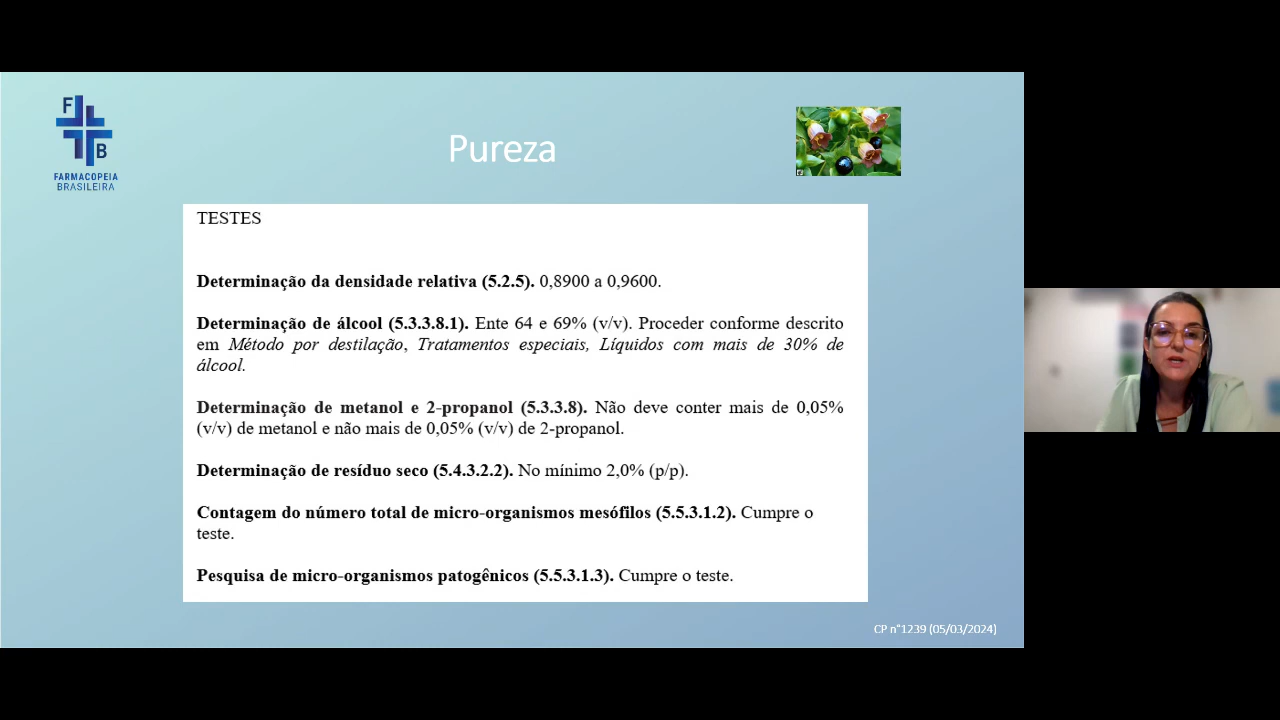 F
B
FARMACOPEIA
BRASILEIRA
Pureza
TESTES
Determinação da densidade relativa (5.2.5). 0,8900 a 0,9600.
Determinação de álcool (5.3.3.8.1). Ente 64 e 69% (v/v). Proceder conforme descrito
em Método por destilação, Tratamentos especiais, Líquidos com mais de 30% de
álcool.
Determinação de metanol e 2-propanol (5.3.3.8). Não deve conter mais de 0,05%
(v/v) de metanol e não mais de 0,05% (v/v) de 2-propanol.
Determinação de resíduo seco (5.4.3.2.2). No mínimo 2,0% (p/p).
Contagem do número total de micro-organismos mesófilos (5.5.3.1.2). Cumpre o
teste.
Pesquisa de micro-organismos patogênicos (5.5.3.1.3). Cumpre o teste.
CP n°1239 (05/03/2024)